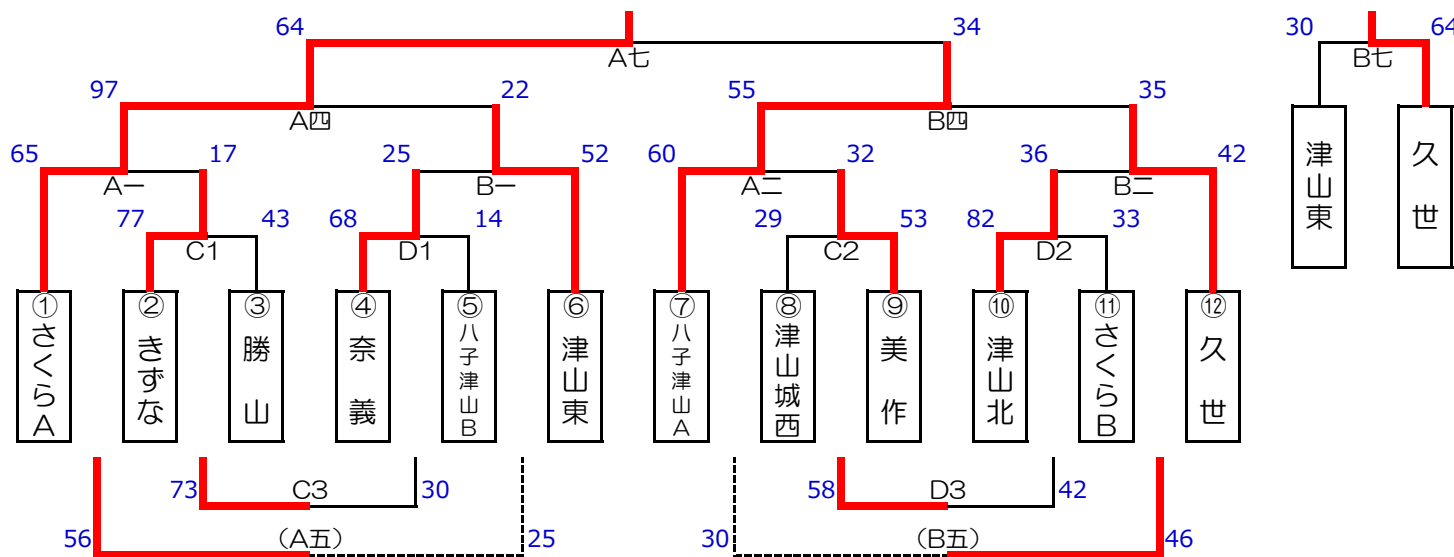 64 34 30 64
A七 B七
97 22 55 35
A四 B四
65 17 25 52 60 32 36 42
A一 B一 A二 B二
77 43 68 14 29 53 82 33
C1 D1 C2 D2
津山東
久世
①さくらA
②きずな
③勝山
④奈義
⑤八子津山B
⑥津山東
⑦八子津山A
⑧津山城西
⑨美作
⑩津山北
⑪さくらB
⑫久世
73 C3 30 58 D3 42
56 (A五) 25 30 (B五) 46